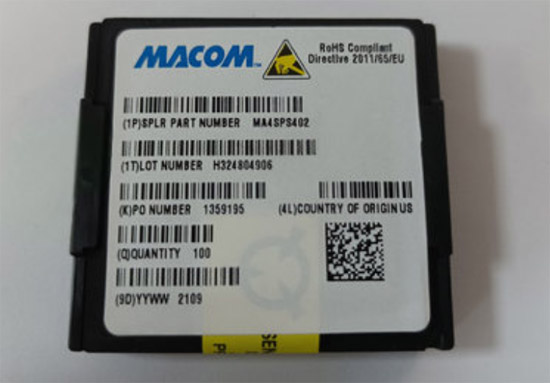 MACOM™
RoHS Compliant
Directive 2011/65/EU
(1P)SPLR PART NUMBER MA4SPS402
(1T)LOT NUMBER H324804906
(K)PO NUMBER 1359195
(4L)COUNTRY OF ORIGIN US
(Q)QUANTITY 100
(9D)YYWW 2109